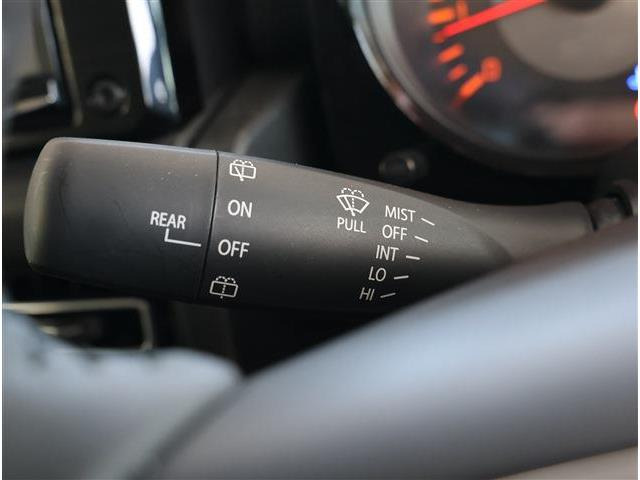 REAR
ON
OFF
PULL
MIST
OFF
INT
LO
HI